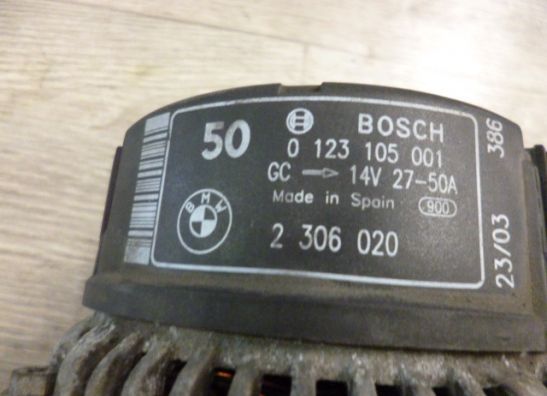 50
BOSCH
0 123 105 001
GC → 14V 27-50A
Made in Spain 900
BMW
2 306 020
386
23/03